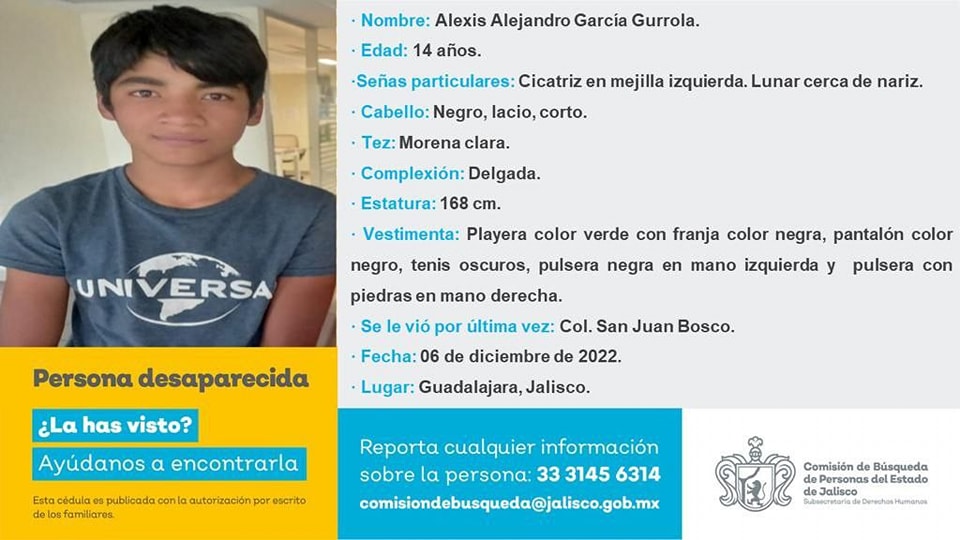 · Nombre: Alexis Alejandro García Gurrola.
· Edad: 14 años.
·Señas particulares: Cicatriz en mejilla izquierda. Lunar cerca de nariz.
· Cabello: Negro, lacio, corto.
· Tez: Morena clara.
· Complexión: Delgada.
· Estatura: 168 cm.
· Vestimenta: Playera color verde con franja color negra, pantalón color
negro, tenis oscuros, pulsera negra en mano izquierda y pulsera con
piedras en mano derecha.
· Se le vió por última vez: Col. San Juan Bosco.
· Fecha: 06 de diciembre de 2022.
· Lugar: Guadalajara, Jalisco.
UNIVERSA
Persona desaparecida
¿La has visto?
Ayúdanos a encontrarla
Esta cédula es publicada con la autorización por escrito
de los familiares.
Reporta cualquier información
sobre la persona: 33 3145 6314
comisiondebusqueda@jalisco.gob.mx
Comisión de Búsqueda
de Personas del Estado
de Jalisco
Subsecretaría de Derechos Humanos